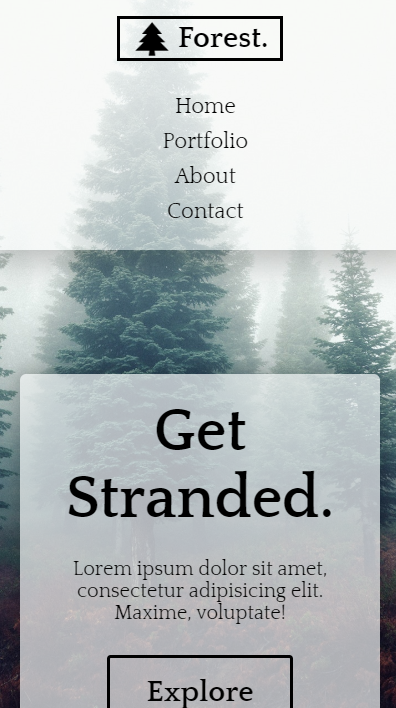 Forest.
Home
Portfolio
About
Contact
Get
Stranded.
Lorem ipsum dolor sit amet,
consectetur adipisicing elit.
Maxime, voluptate!
Explore